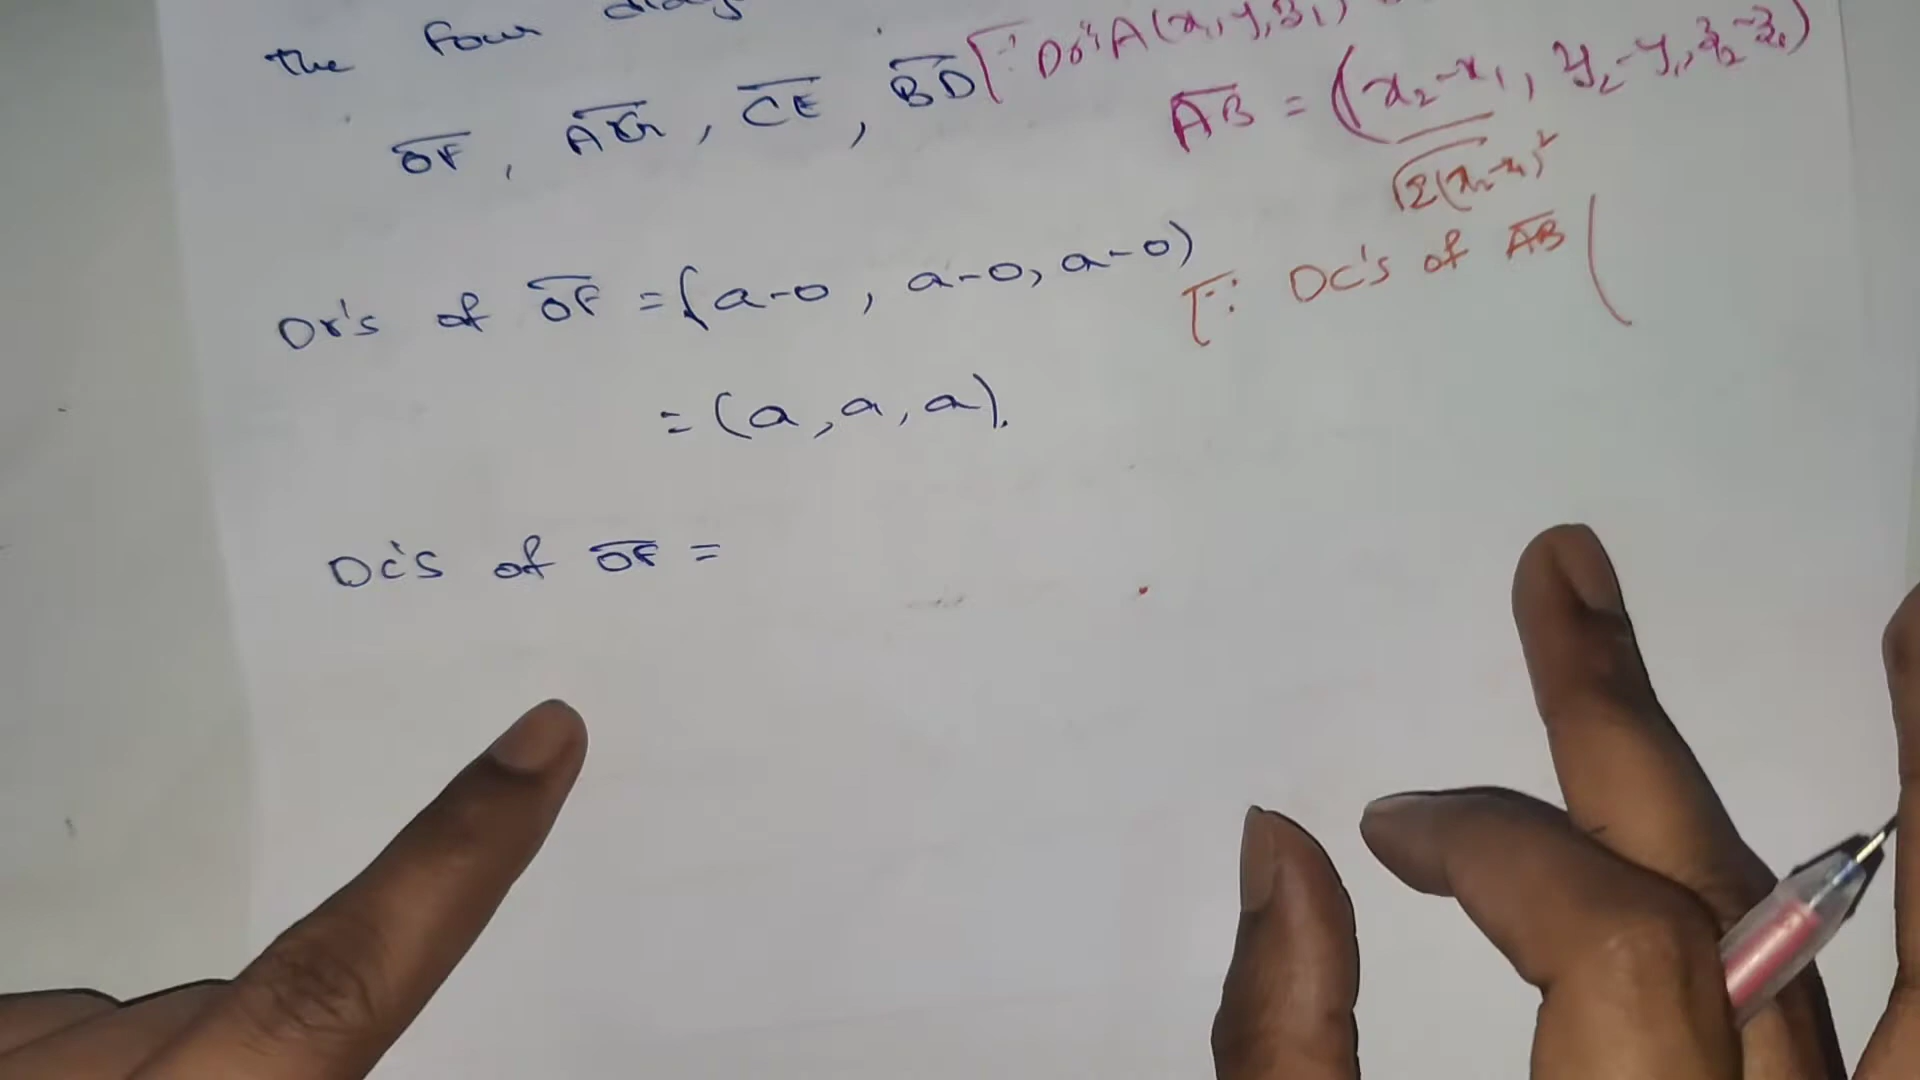 the four
OF, AG, CE, BD [∵ Dr's A(x1, y1, z1)
AB = (x2-x1, y2-y1, z2-z1)
√Σ(x2-x1)²
Dr's of OF = (a-0, a-0, a-0)
[∵ DC's of AB (
= (a, a, a).
DC's of OF =